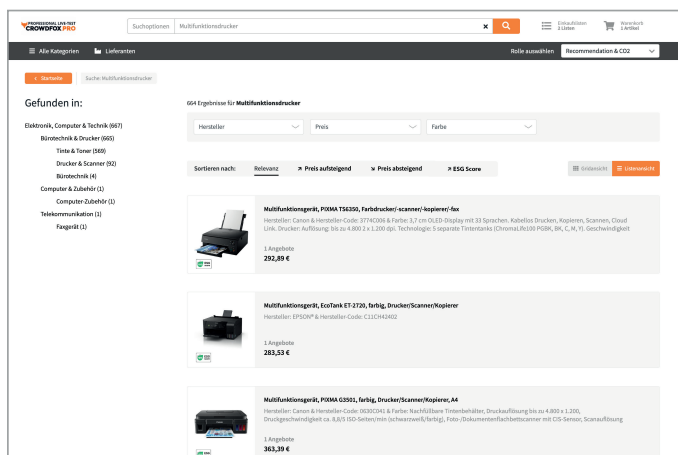 PROFESSIONAL LIVE-TEST
CROWDFOX PRO
Suchoptionen
Multifunktionsdrucker
Einkaufslisten
2 Listen
Warenkorb
1 Artikel
Alle Kategorien
Lieferanten
Rolle auswählen
Recommendation & CO2
Startseite
Suche: Multifunktionsdrucker
Gefunden in:
664 Ergebnisse für Multifunktionsdrucker
Elektronik, Computer & Technik (667)
Bürotechnik & Drucker (665)
Tinte & Toner (569)
Drucker & Scanner (92)
Bürotechnik (4)
Computer & Zubehör (1)
Computer-Zubehör (1)
Telekommunikation (1)
Faxgerät (1)
Hersteller
Preis
Farbe
Sortieren nach:
Relevanz
Preis aufsteigend
Preis absteigend
ESG Score
Gridansicht
Listenansicht
Multifunktionsgerät, PIXMA TS6350, Farbdrucker/-scanner/-kopierer/-fax
Hersteller: Canon & Hersteller-Code: 3774C006 & Farbe: 3,7 cm OLED-Display mit 33 Sprachen. Kabellos Drucken, Kopieren, Scannen, Cloud
Link. Drucker: Auflösung: bis zu 4.800 2 x 1.200 dpi. Technologie: 5 separate Tintentanks (ChromaLife100 PGBK, BK, C, M, Y). Geschwindigkeit
1 Angebote
292,89 €
Multifunktionsgerät, EcoTank ET-2720, farbig, Drucker/Scanner/Kopierer
Hersteller: EPSON® & Hersteller-Code: C11CH42402
1 Angebote
283,53 €
Multifunktionsgerät, PIXMA G3501, farbig, Drucker/Scanner/Kopierer, A4
Hersteller: Canon & Hersteller-Code: 0630C041 & Farbe: Nachfüllbare Tintenbehälter, Druckauflösung bis zu 4.800 x 1.200,
Druckgeschwindigkeit ca. 8,8/5 ISO-Seiten/min (schwarzweiß/farbig), Foto-/Dokumentenflachbettscanner mit CIS-Sensor, Scanauflösung
1 Angebote
363,39 €